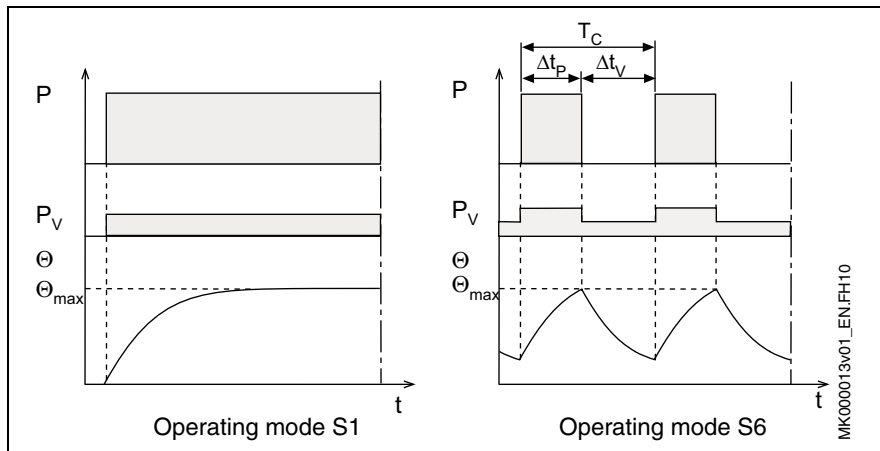 T_C
Δt_P Δt_V
P P
P_V P_V
Θ Θ
Θ_max Θ_max
t t
Operating mode S1 Operating mode S6
MK000013v01_EN.FH10